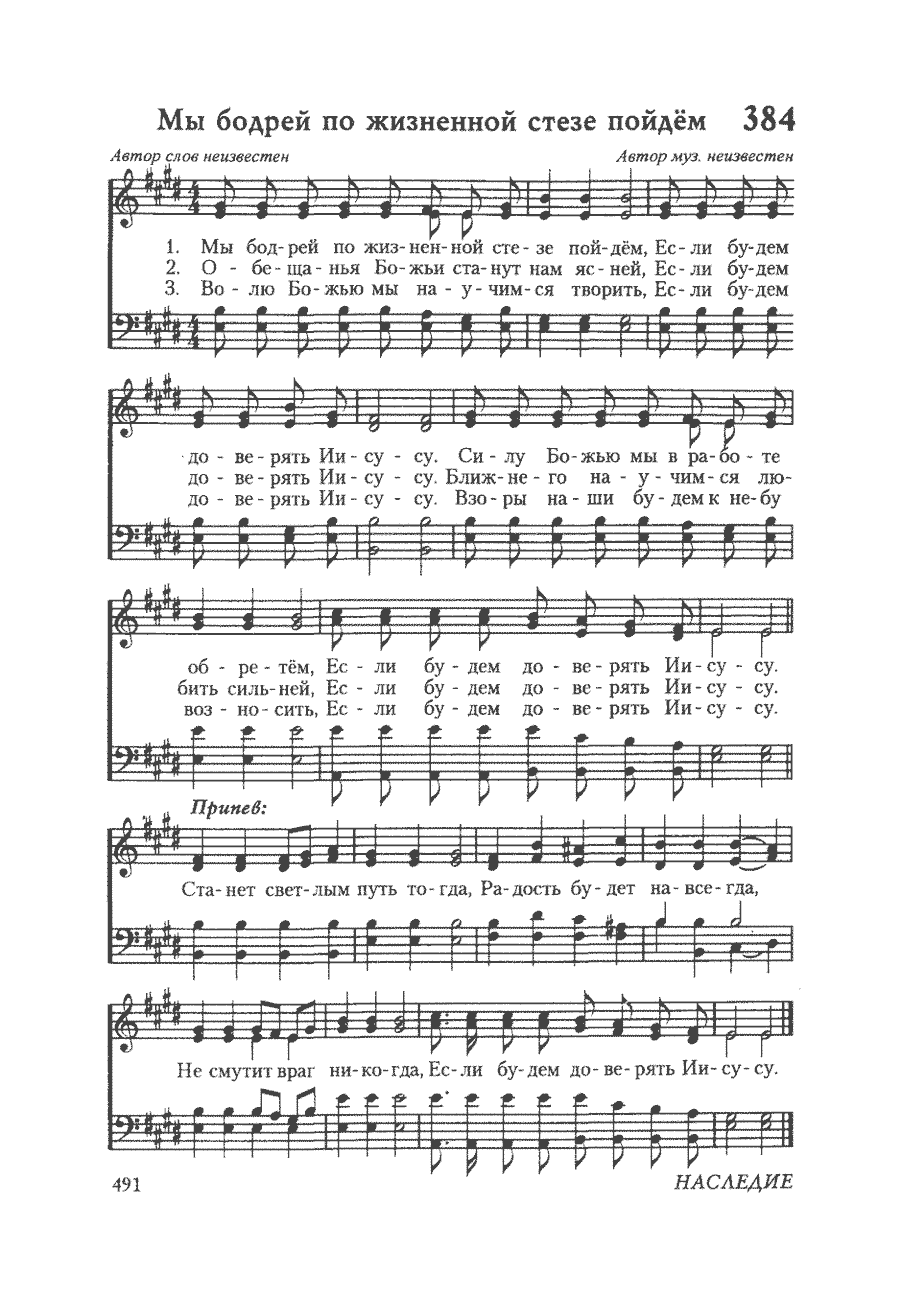 Мы бодрей по жизненной стезе пойдём 384
Автор слов неизвестен Автор муз. неизвестен
1. Мы бод-рей по жиз-нен-ной сте-зе пой-дём, Ес-ли бу-дем
2. О - бе-ща-нья Бо-жьи ста-нут нам яс-ней, Ес-ли бу-дем
3. Во - лю Бо-жью мы на - у-чим-ся творить, Ес-ли бу-дем
до - ве-рять Ии-су - су. Си-лу Бо-жью мы в ра-бо-те
до - ве-рять Ии-су - су. Ближ-не-го на - у - чим-ся лю-
до - ве-рять Ии-су - су. Взо-ры на-ши бу-дем к не-бу
об - ре-тём, Ес - ли бу - дем до - ве-рять Ии-су - су.
бить силь-ней, Ес - ли бу - дем до - ве-рять Ии-су - су.
воз - но-сить, Ес - ли бу - дем до - ве-рять Ии-су - су.
Припев:
Ста-нет свет-лым путь то-гда, Ра-дость бу-дет на-все-гда,
Не смутит враг ни-ко-гда, Ес-ли бу-дем до-ве-рять Ии-су-су.
491 НАСЛЕДИЕ